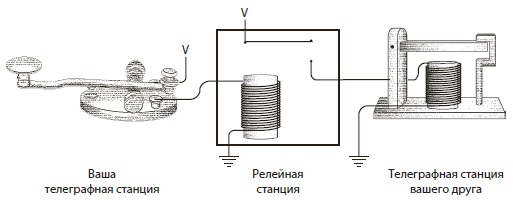 V
V
Ваша
телеграфная станция
Релейная
станция
Телеграфная станция
вашего друга